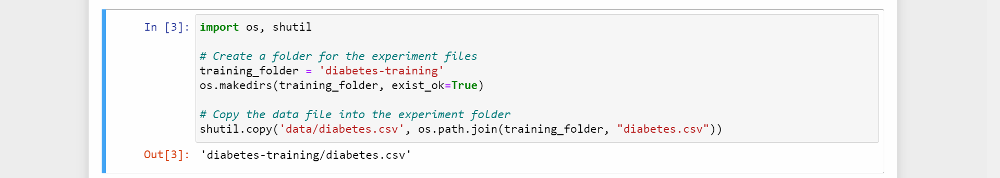 In [3]: import os, shutil
# Create a folder for the experiment files
training_folder = 'diabetes-training'
os.makedirs(training_folder, exist_ok=True)
# Copy the data file into the experiment folder
shutil.copy('data/diabetes.csv', os.path.join(training_folder, "diabetes.csv"))
Out[3]: 'diabetes-training/diabetes.csv'